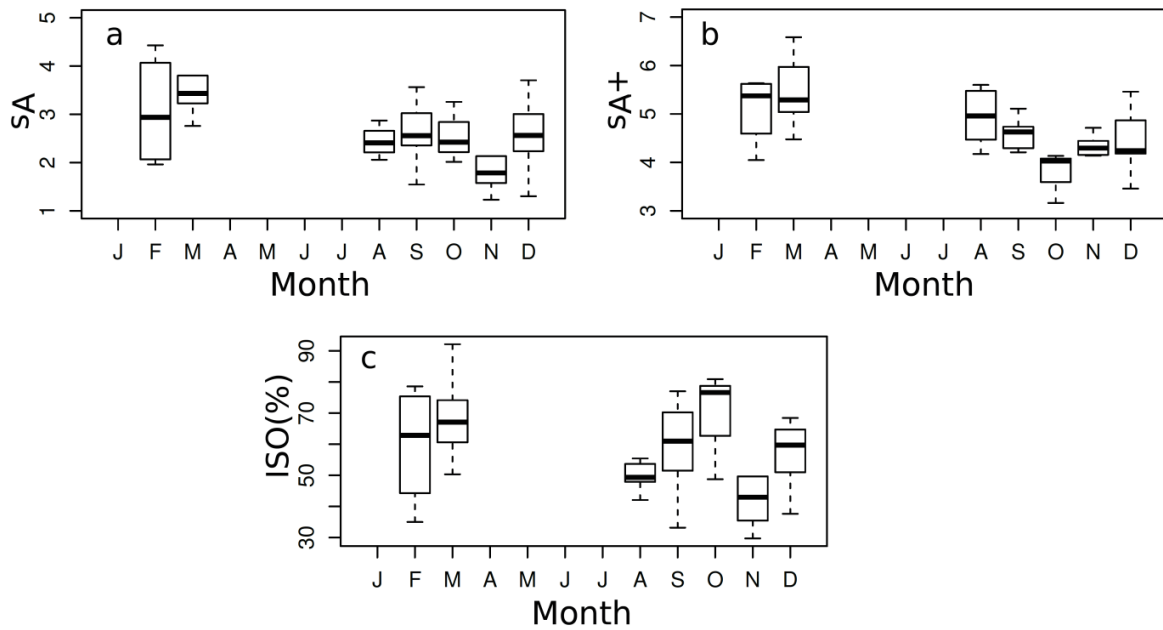 a
sA
5
4
3
2
1
J F M A M J J A S O N D
Month
b
sA+
7
6
5
4
3
J F M A M J J A S O N D
Month
c
ISO(%)
90
70
50
30
J F M A M J J A S O N D
Month